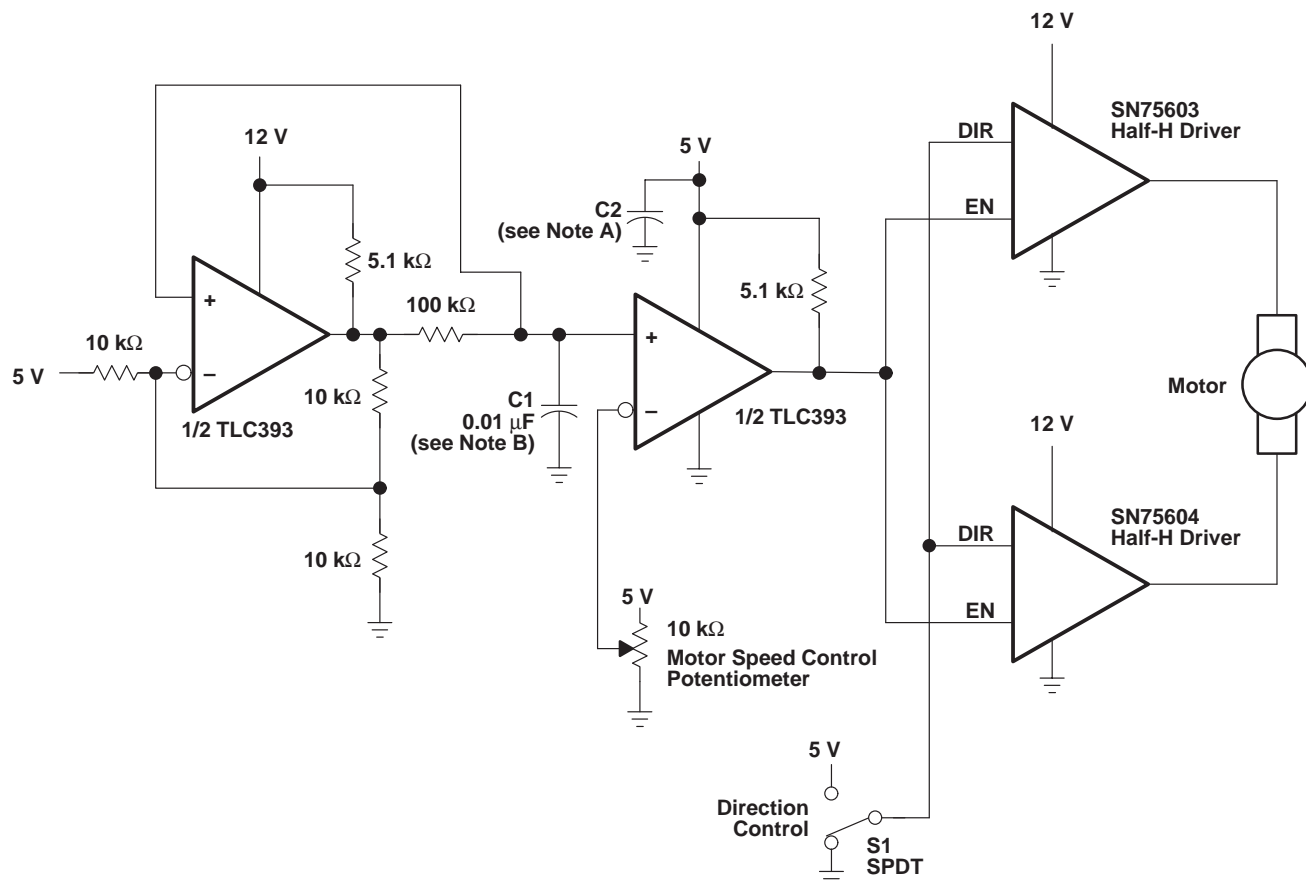 12 V
5.1 kΩ
+
−
1/2 TLC393
10 kΩ
5 V
10 kΩ
10 kΩ
100 kΩ
C1
0.01 μF
(see Note B)
5 V
C2
(see Note A)
5.1 kΩ
+
−
1/2 TLC393
5 V
10 kΩ
Motor Speed Control
Potentiometer
12 V
SN75603
Half-H Driver
DIR
EN
Motor
12 V
SN75604
Half-H Driver
DIR
EN
5 V
Direction
Control
S1
SPDT